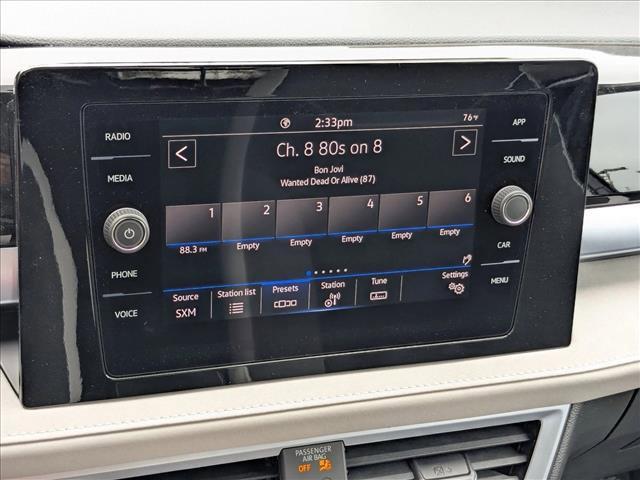 RADIO
MEDIA
PHONE
VOICE
2:33pm
76°F
Ch. 8 80s on 8
Bon Jovi
Wanted Dead Or Alive (87)
1 2 3 4 5 6
88.3 FM Empty Empty Empty Empty Empty
Source Station list Presets Station Tune Settings
SXM
APP
SOUND
CAR
MENU
PASSENGER
AIR BAG
OFF